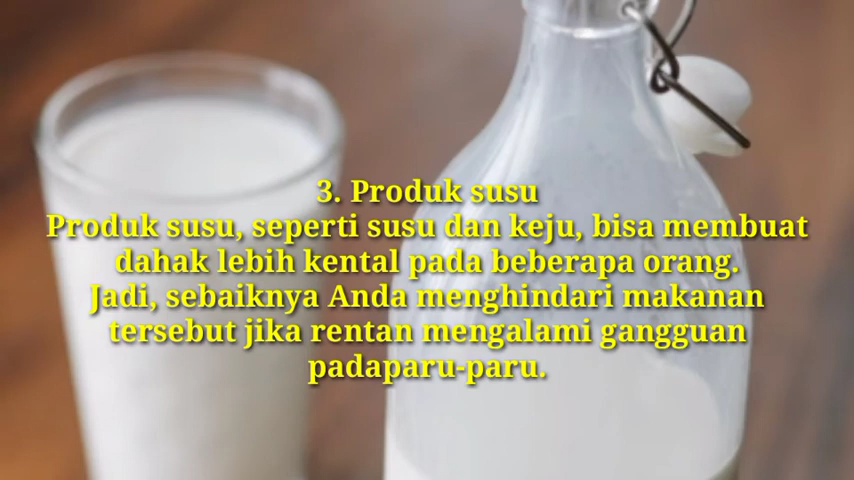 3. Produk susu
Produk susu, seperti susu dan keju, bisa membuat
dahak lebih kental pada beberapa orang.
Jadi, sebaiknya Anda menghindari makanan
tersebut jika rentan mengalami gangguan
padaparu-paru.